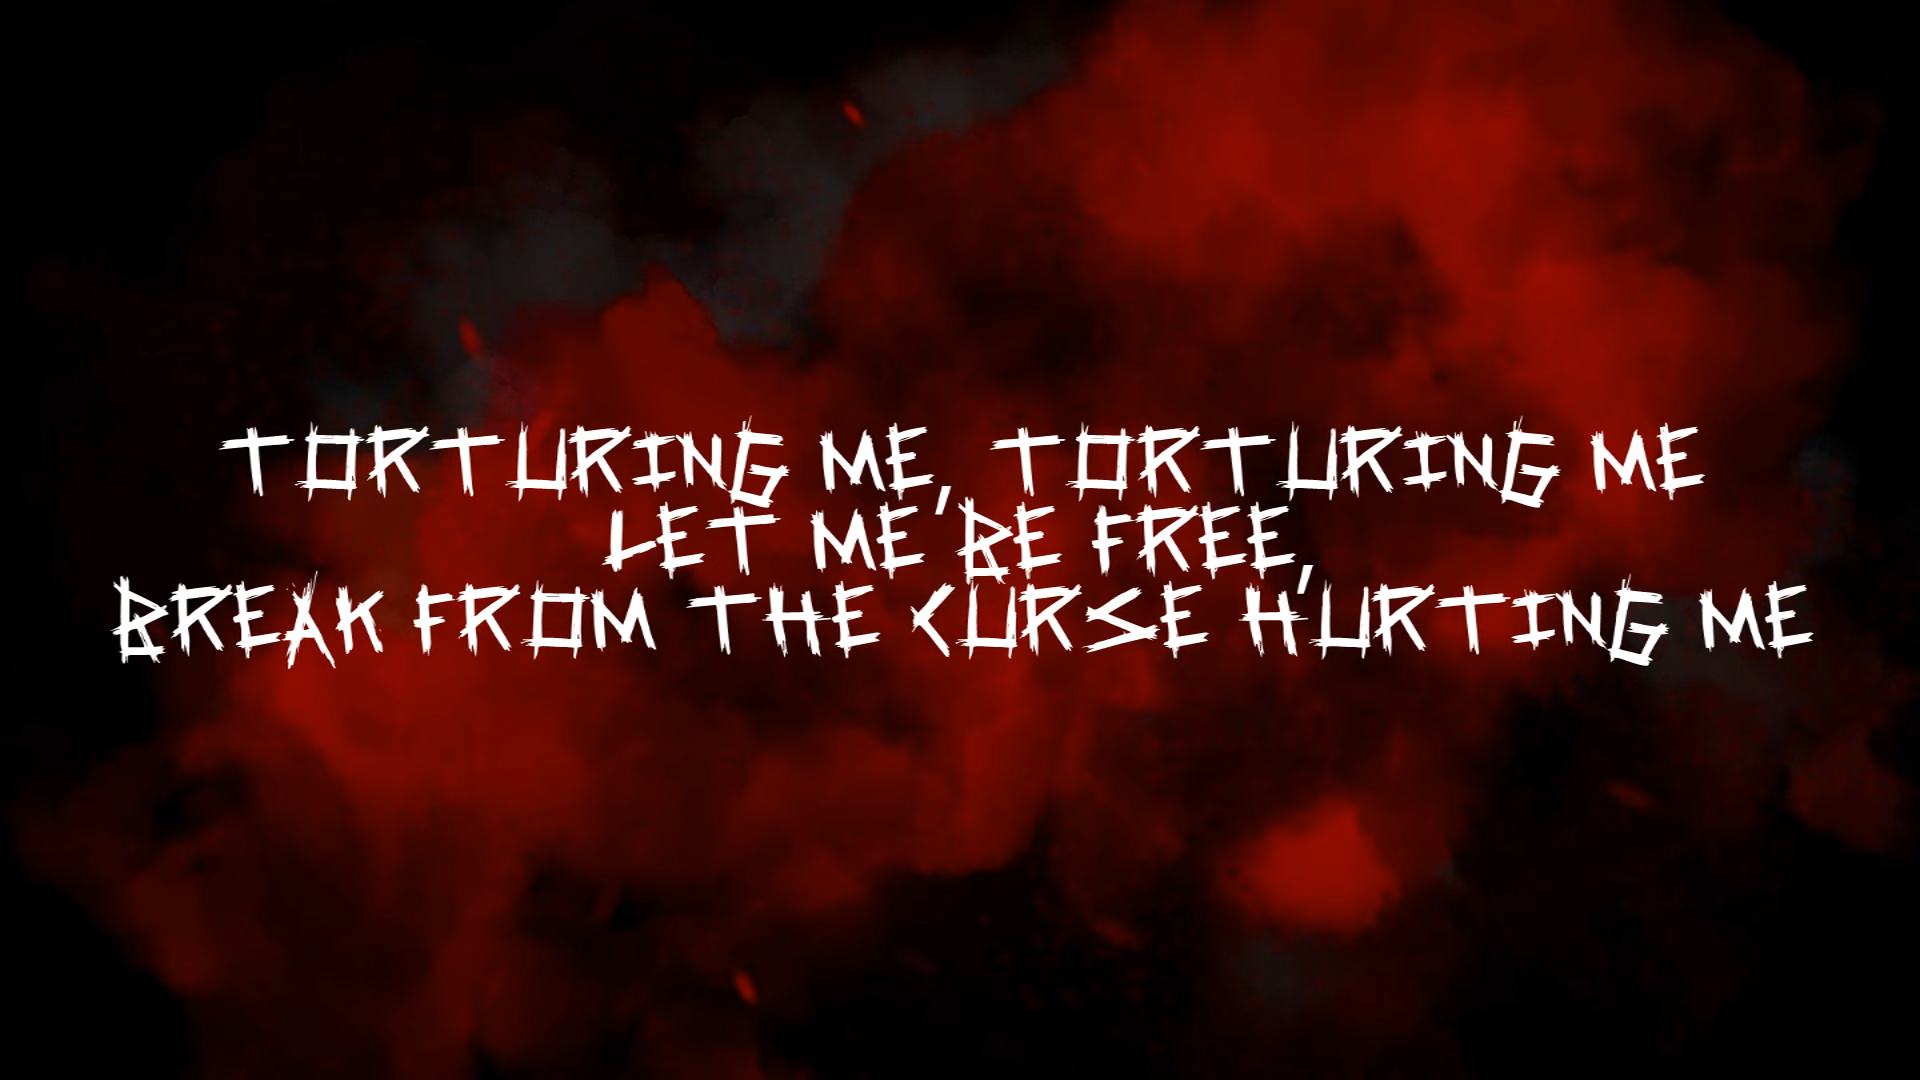 TORTURING ME, TORTURING ME
LET ME BE FREE,
BREAK FROM THE CURSE HURTING ME